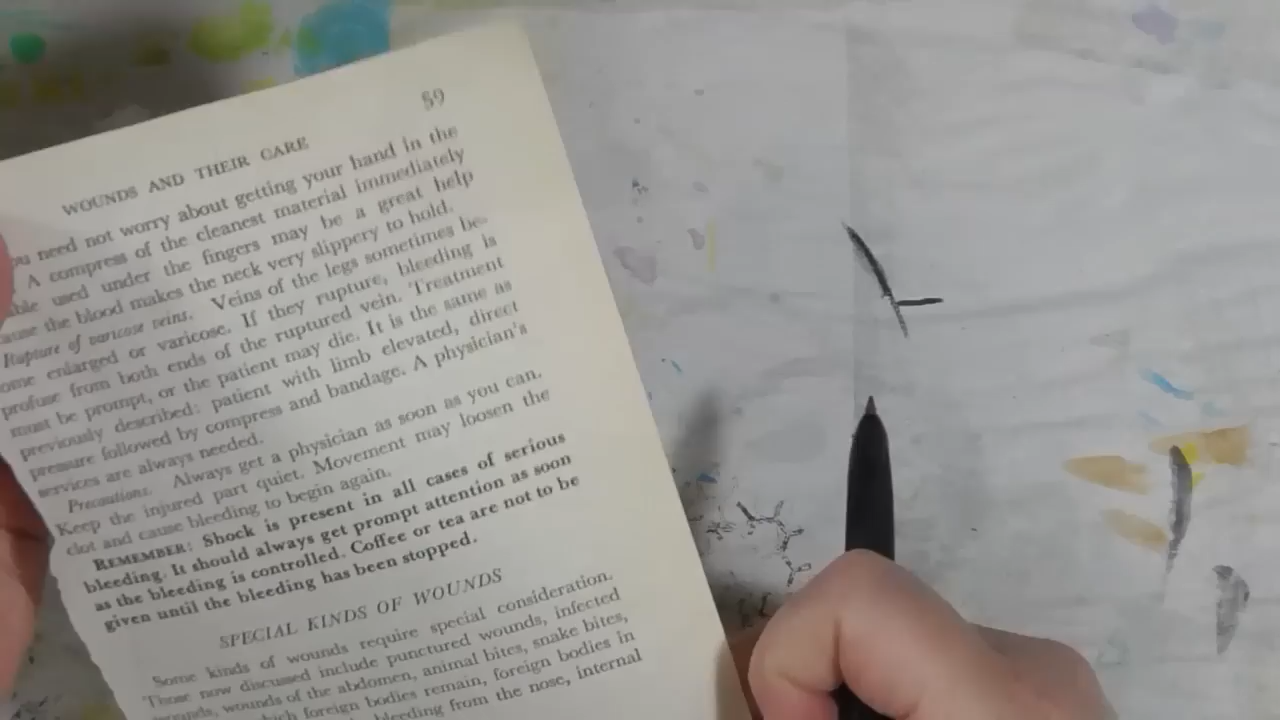 59
WOUNDS AND THEIR CARE
need not worry about getting your hand in the
A compress of the cleanest material immediately
used under the fingers may be a great help
the blood makes the neck very slippery to hold.
Rupture of varicose veins. Veins of the legs sometimes be-
ome enlarged or varicose. If they rupture, bleeding is
profuse from both ends of the ruptured vein. Treatment
must be prompt, or the patient may die. It is the same as
previously described: patient with limb elevated, direct
pressure followed by compress and bandage. A physician's
services are always needed.
Precautions. Always get a physician as soon as you can.
Keep the injured part quiet. Movement may loosen the
clot and cause bleeding to begin again.
REMEMBER: Shock is present in all cases of serious
bleeding. It should always get prompt attention as soon
as the bleeding is controlled. Coffee or tea are not to be
given until the bleeding has been stopped.
SPECIAL KINDS OF WOUNDS
Some kinds of wounds require special consideration.
Those now discussed include punctured wounds, infected
wounds, wounds of the abdomen, animal bites, snake bites,
which foreign bodies remain, foreign bodies in
bleeding from the nose, internal